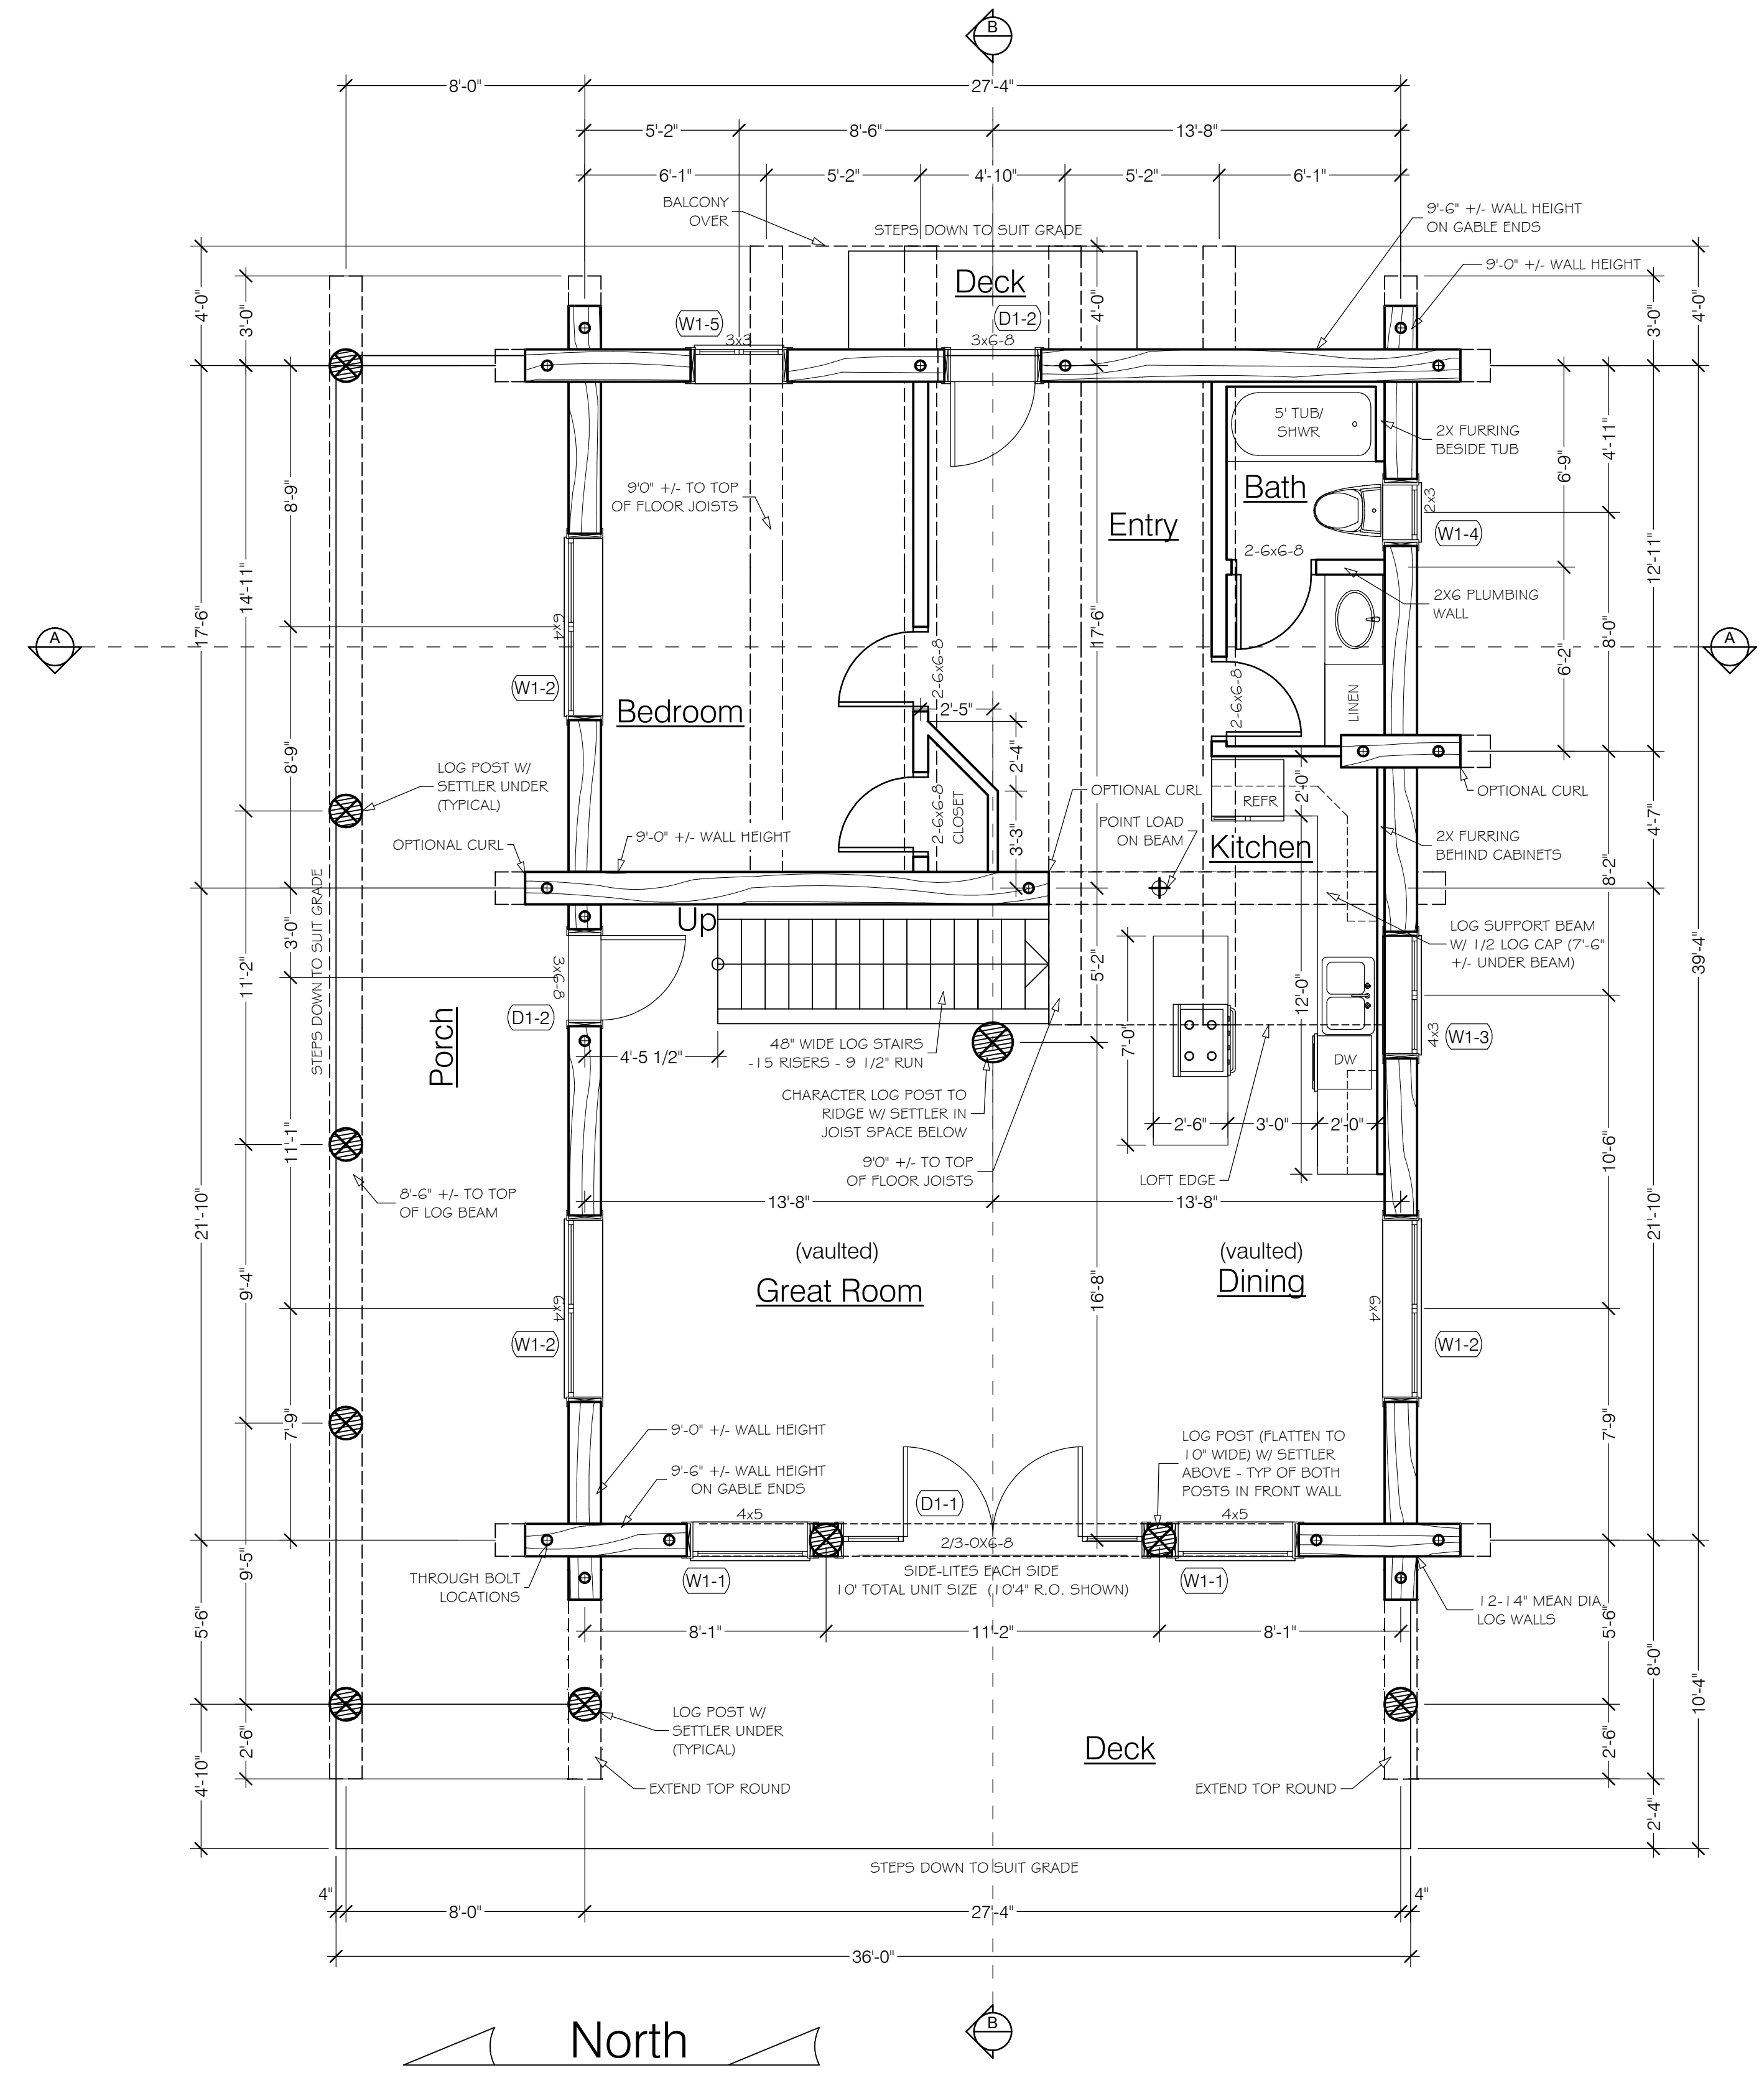 B
8'-0"
27'-4"
5'-2"
8'-6"
13'-8"
6'-1"
5'-2"
4'-10"
5'-2"
6'-1"
BALCONY
OVER
STEPS DOWN TO SUIT GRADE
9'-6" +/- WALL HEIGHT
ON GABLE ENDS
9'-0" +/- WALL HEIGHT
Deck
4'-0"
3'-0"
4'-0"
3'-0"
4'-0"
W1-5
3x3
D1-2
3x6-8
5' TUB/
SHWR
2X FURRING
BESIDE TUB
4'-11"
6'-9"
8'-9"
9'0" +/- TO TOP
OF FLOOR JOISTS
Bath
2x3
W1-4
Entry
2-6x6-8
12'-11"
14'-11"
2X6 PLUMBING
WALL
17'-6"
6x4
17'-6"
8'-0"
A
A
6'-2"
2-6x6-8
W1-2
2-6x6-8
LINEN
Bedroom
2'-5"
8'-9"
2'-4"
LOG POST W/
SETTLER UNDER
(TYPICAL)
2'-0"
OPTIONAL CURL
OPTIONAL CURL
REFR
2-6x6-8
CLOSET
3'-3"
POINT LOAD
ON BEAM
4'-7"
OPTIONAL CURL
9'-0" +/- WALL HEIGHT
Kitchen
2X FURRING
BEHIND CABINETS
8'-2"
STEPS DOWN TO SUIT GRADE
Up
3'-0"
LOG SUPPORT BEAM
W/ 1/2 LOG CAP (7'-6"
+/- UNDER BEAM)
11'-2"
3x6-8
5'-2"
39'-4"
12'-0"
D1-2
Porch
48" WIDE LOG STAIRS
-15 RISERS - 9 1/2" RUN
4'-5 1/2"
7'-0"
DW
4x3
W1-3
CHARACTER LOG POST TO
RIDGE W/ SETTLER IN
JOIST SPACE BELOW
2'-6"
3'-0"
2'-0"
11'-1"
10'-6"
9'0" +/- TO TOP
OF FLOOR JOISTS
LOFT EDGE
8'-6" +/- TO TOP
OF LOG BEAM
13'-8"
13'-8"
21'-10"
21'-10"
(vaulted)
(vaulted)
Great Room
Dining
9'-4"
16'-8"
6x4
6x4
W1-2
W1-2
7'-9"
7'-9"
9'-0" +/- WALL HEIGHT
9'-6" +/- WALL HEIGHT
ON GABLE ENDS
LOG POST (FLATTEN TO
10" WIDE) W/ SETTLER
ABOVE - TYP OF BOTH
POSTS IN FRONT WALL
D1-1
4x5
4x5
2/3-0X6-8
9'-5"
SIDE-LITES EACH SIDE
10' TOTAL UNIT SIZE (10'4" R.O. SHOWN)
W1-1
W1-1
THROUGH BOLT
LOCATIONS
12-14" MEAN DIA.
LOG WALLS
5'-6"
5'-6"
8'-1"
11'-2"
8'-1"
8'-0"
10'-4"
LOG POST W/
SETTLER UNDER
(TYPICAL)
Deck
2'-6"
2'-6"
4'-10"
EXTEND TOP ROUND
EXTEND TOP ROUND
2'-4"
STEPS DOWN TO SUIT GRADE
4"
4"
8'-0"
27'-4"
36'-0"
B
North